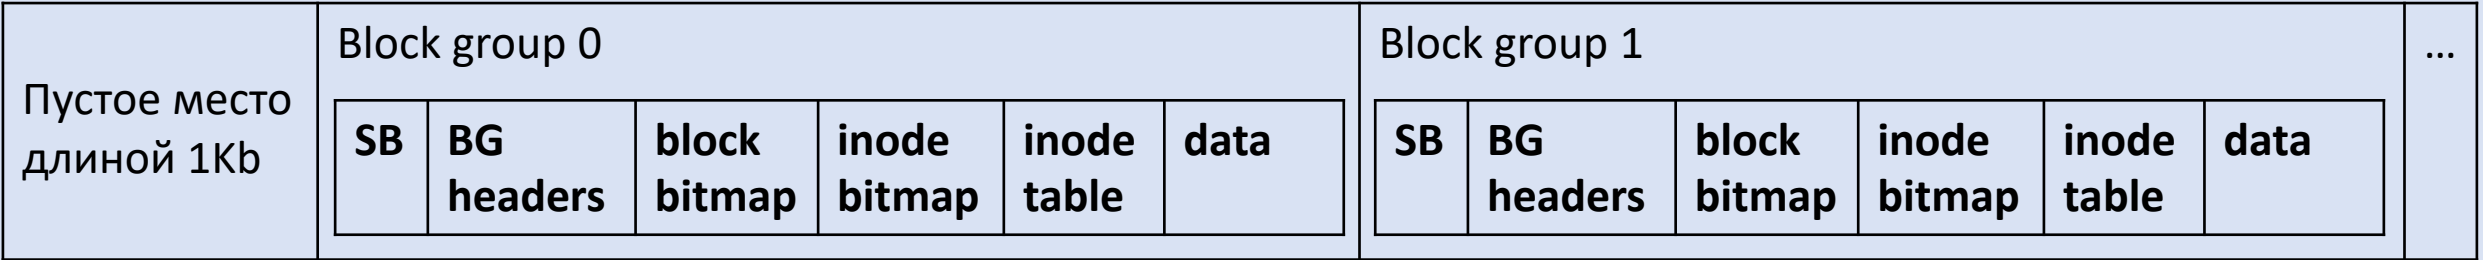 Пустое место
длиной 1Kb
Block group 0
SB
BG
headers
block
bitmap
inode
bitmap
inode
table
data
Block group 1
SB
BG
headers
block
bitmap
inode
bitmap
inode
table
data
...